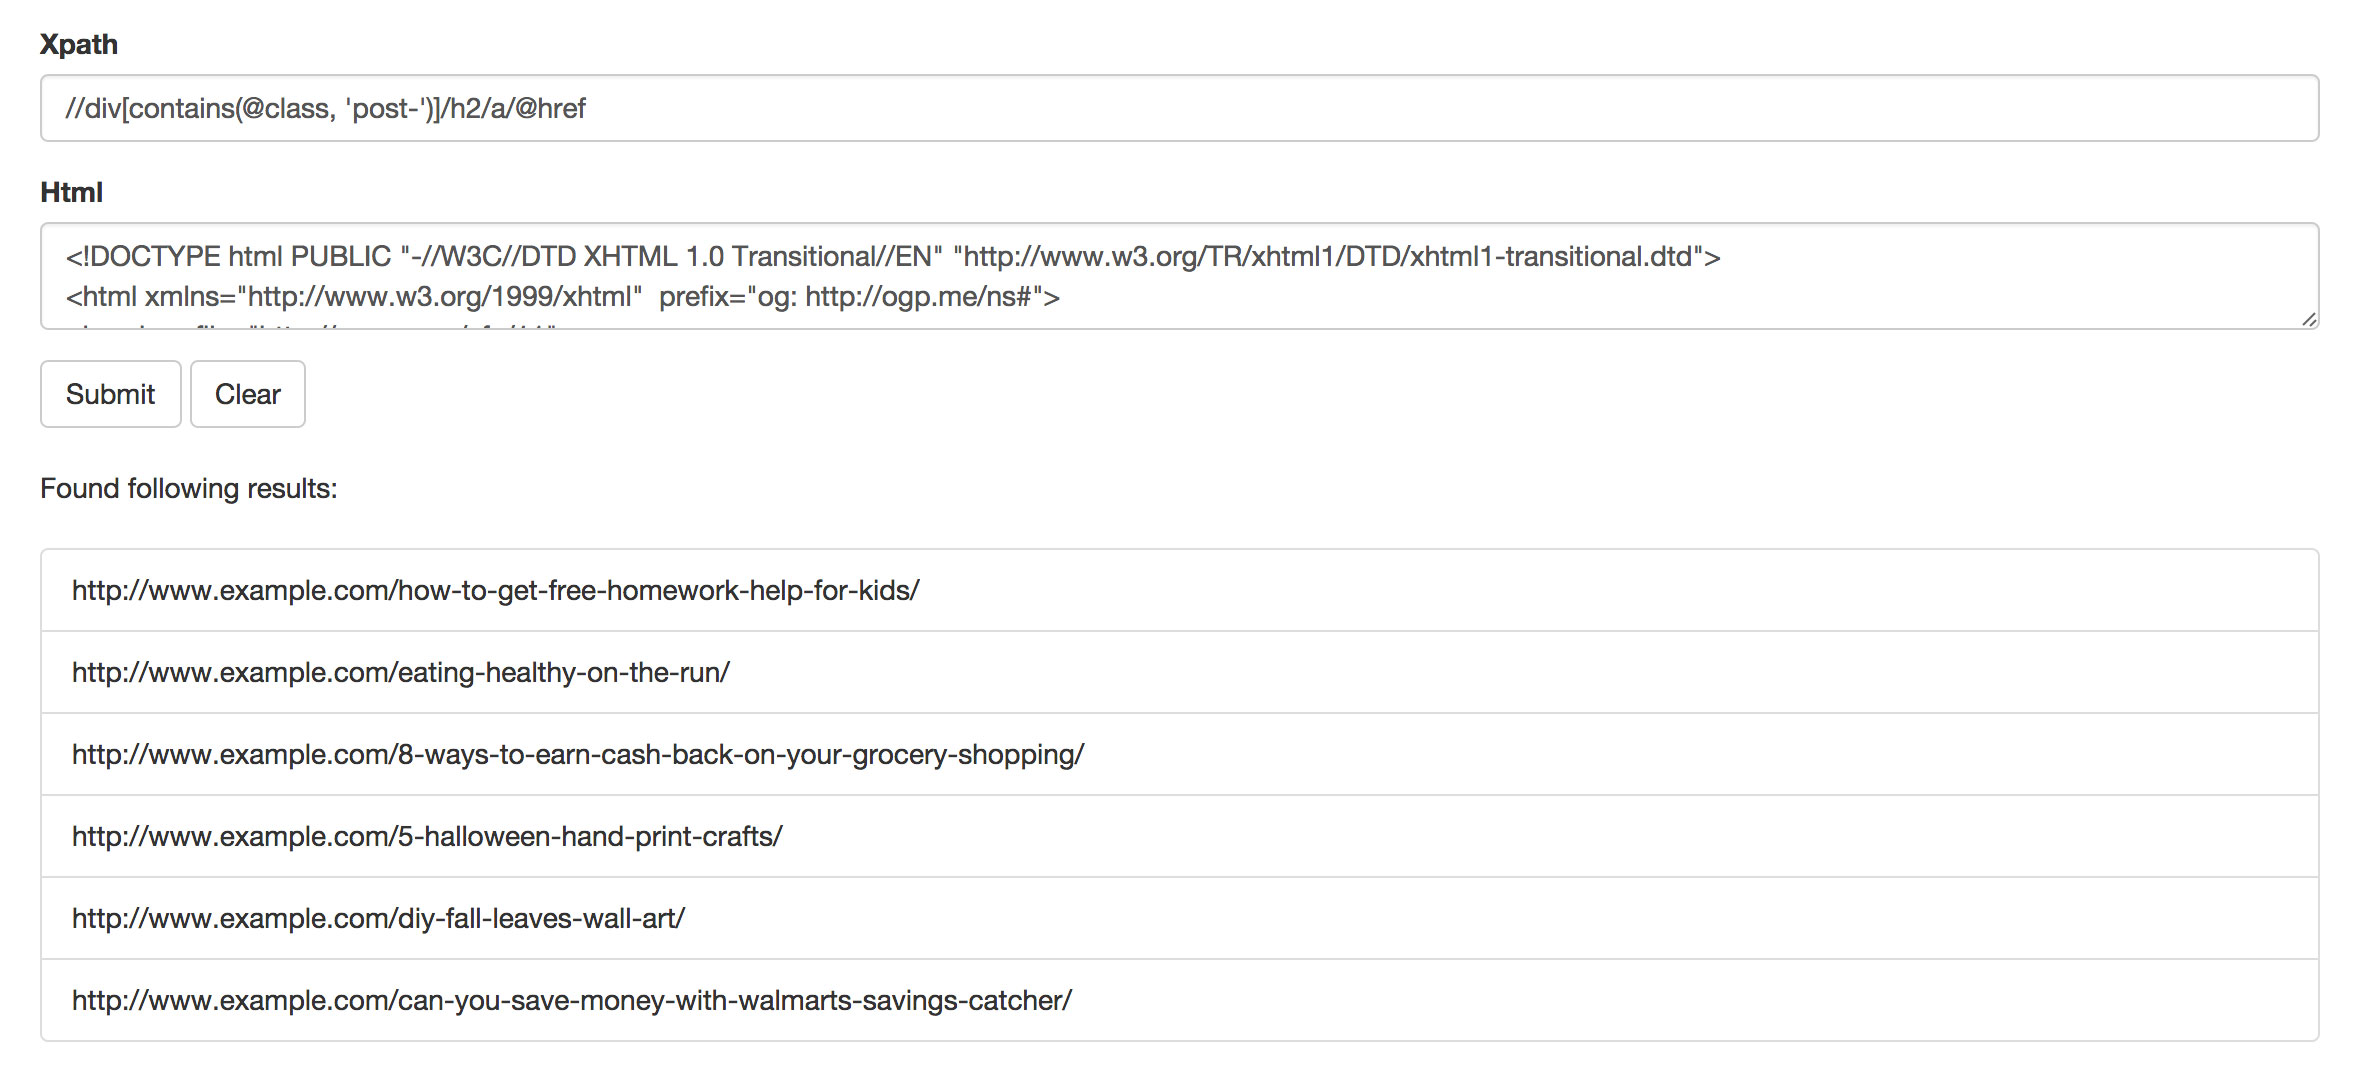 Xpath
//div[contains(@class, 'post-')]/h2/a/@href
Html
<!DOCTYPE html PUBLIC "-//W3C//DTD XHTML 1.0 Transitional//EN" "http://www.w3.org/TR/xhtml1/DTD/xhtml1-transitional.dtd">
<html xmlns="http://www.w3.org/1999/xhtml"  prefix="og: http://ogp.me/ns#">
Submit
Clear
Found following results:
http://www.example.com/how-to-get-free-homework-help-for-kids/
http://www.example.com/eating-healthy-on-the-run/
http://www.example.com/8-ways-to-earn-cash-back-on-your-grocery-shopping/
http://www.example.com/5-halloween-hand-print-crafts/
http://www.example.com/diy-fall-leaves-wall-art/
http://www.example.com/can-you-save-money-with-walmarts-savings-catcher/